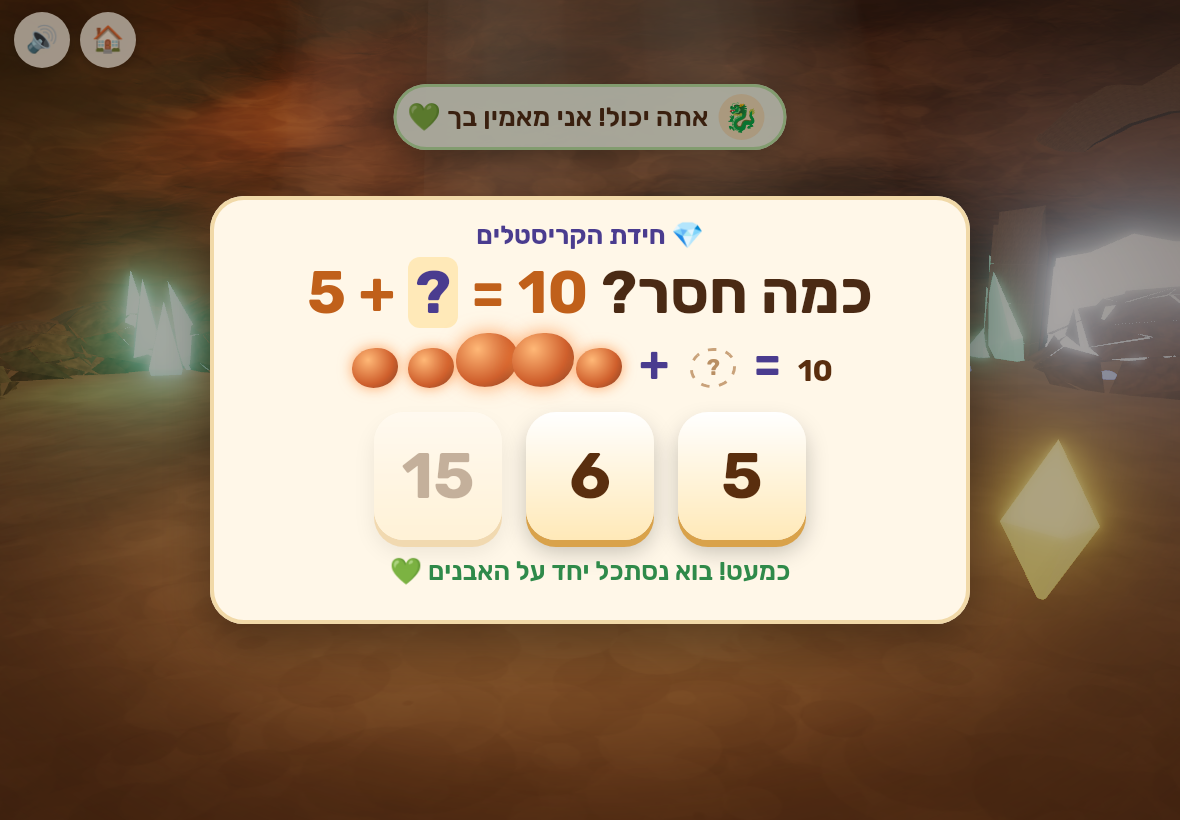 אתה יכול! אני מאמין בך 💚
💎 חידת הקריסטלים
כמה חסר? 5 + ? = 10
+ ? = 10
15 6 5
כמעט! בוא נסתכל יחד על האבנים 💚